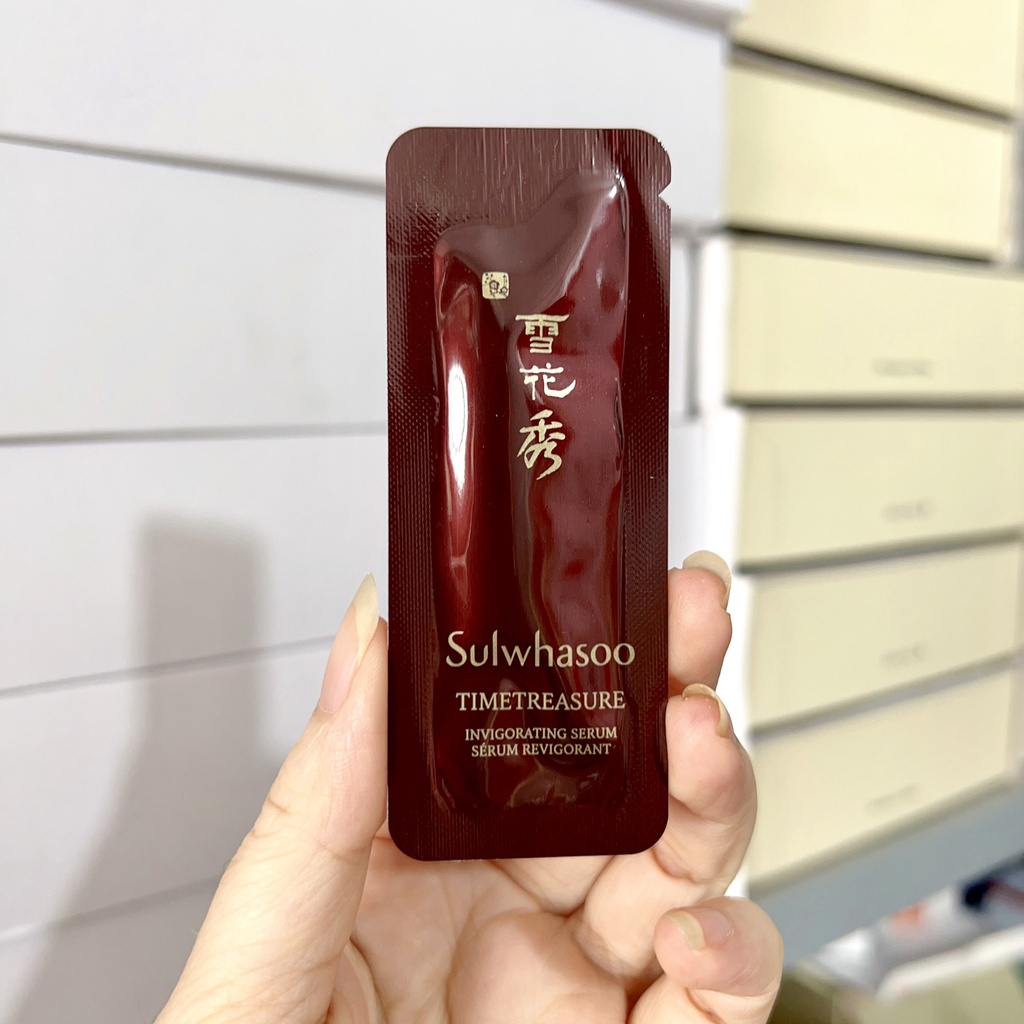 雪花秀
Sulwhasoo
TIMETREASURE
INVIGORATING SERUM
SÉRUM REVIGORANT